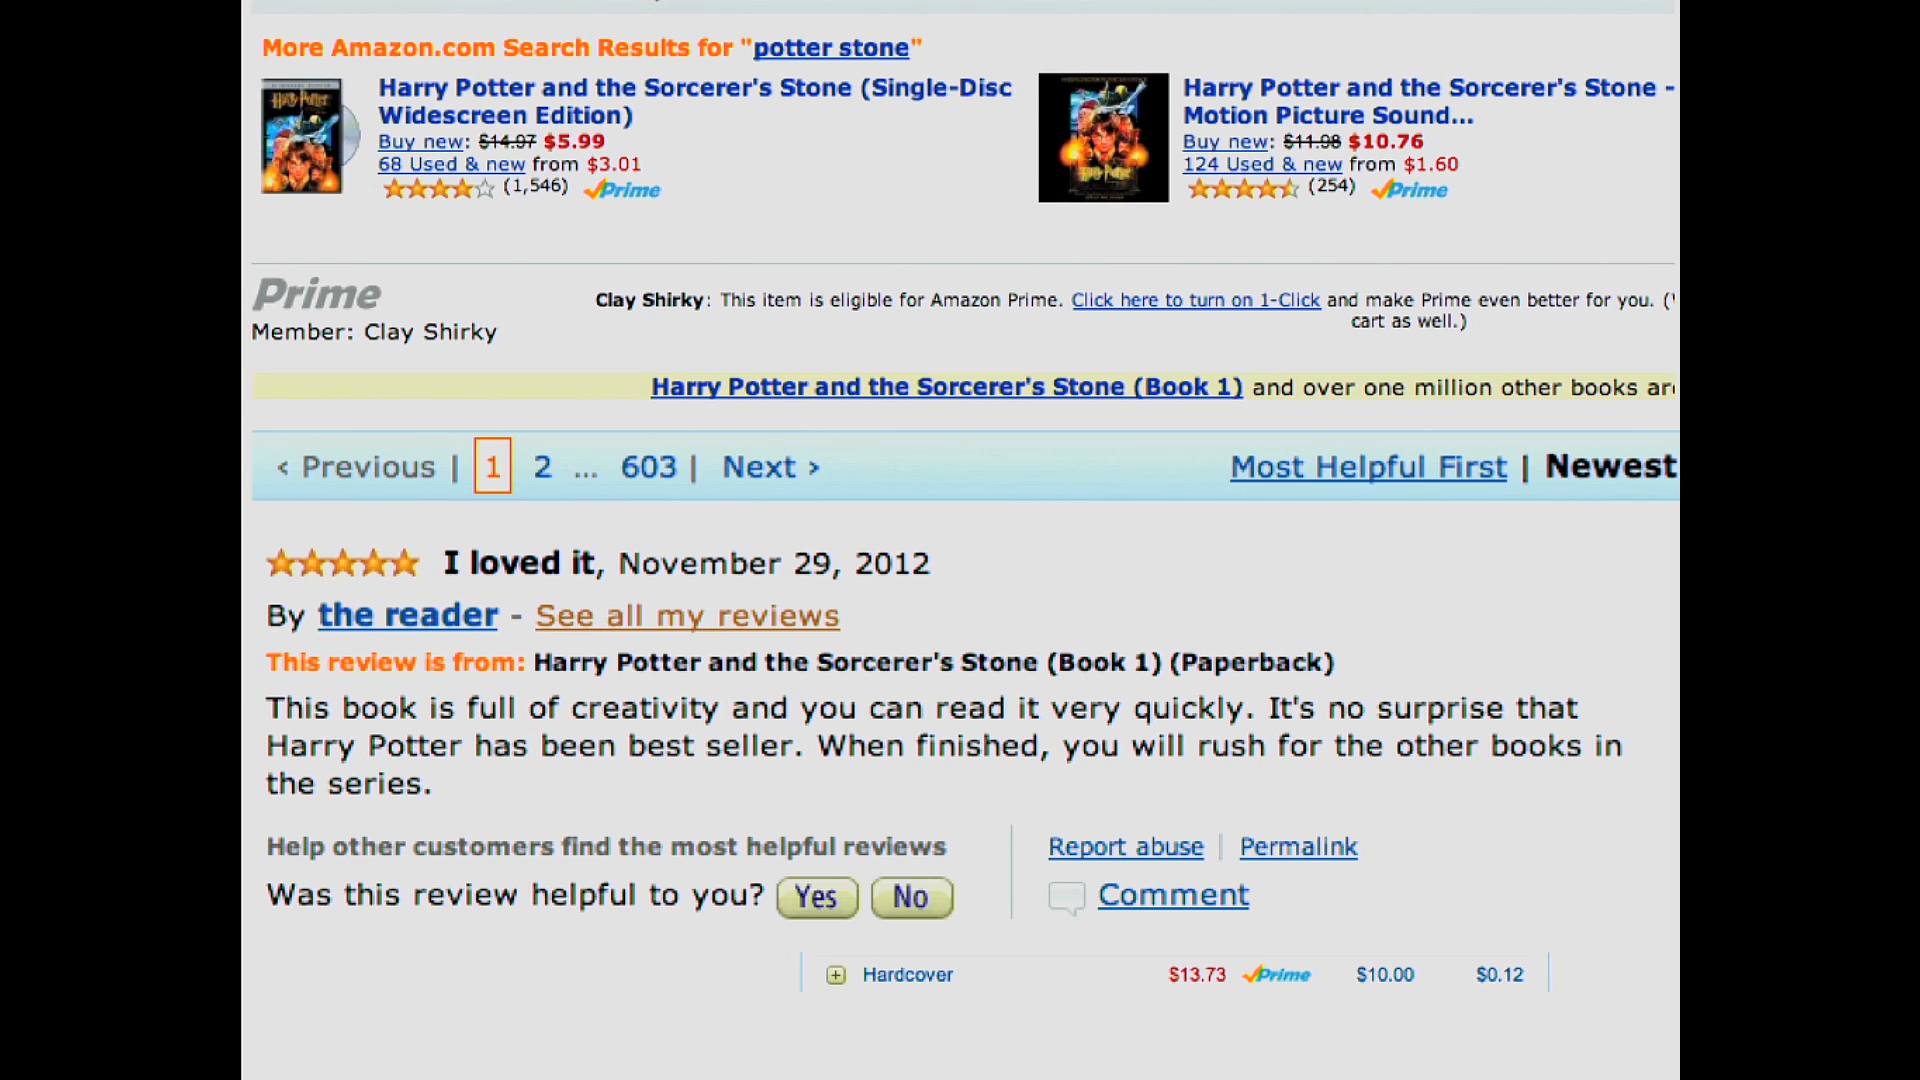 More Amazon.com Search Results for "potter stone"
Harry Potter and the Sorcerer's Stone (Single-Disc
Widescreen Edition)
Buy new: $14.97 $5.99
68 Used & new from $3.01
(1,546) Prime
Harry Potter and the Sorcerer's Stone -
Motion Picture Sound...
Buy new: $11.98 $10.76
124 Used & new from $1.60
(254) Prime
Prime
Member: Clay Shirky
Clay Shirky: This item is eligible for Amazon Prime. Click here to turn on 1-Click and make Prime even better for you. (
cart as well.)
Harry Potter and the Sorcerer's Stone (Book 1) and over one million other books
‹ Previous | 1 2 ... 603 | Next ›
Most Helpful First | Newest
I loved it, November 29, 2012
By the reader - See all my reviews
This review is from: Harry Potter and the Sorcerer's Stone (Book 1) (Paperback)
This book is full of creativity and you can read it very quickly. It's no surprise that
Harry Potter has been best seller. When finished, you will rush for the other books in
the series.
Help other customers find the most helpful reviews
Was this review helpful to you? Yes No
Report abuse | Permalink
Comment
Hardcover $13.73 Prime $10.00 $0.12